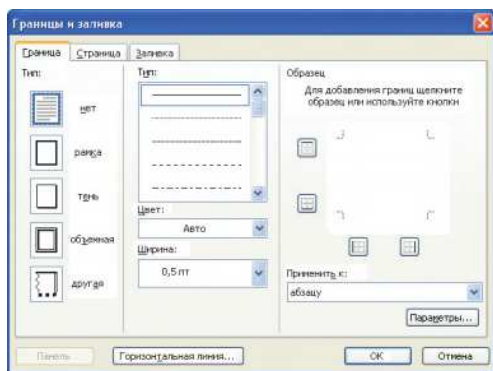 Границы и заливка
Граница Страница Заливка
Тип:
нет
рамка
тень
объемная
другая
Тип:
Цвет:
Авто
Ширина:
0,5 пт
Образец
Для добавления границ щелкните
образец или используйте кнопки
Применить к:
абзацу
Параметры...
Панель Горизонтальная линия... ОК Отмена